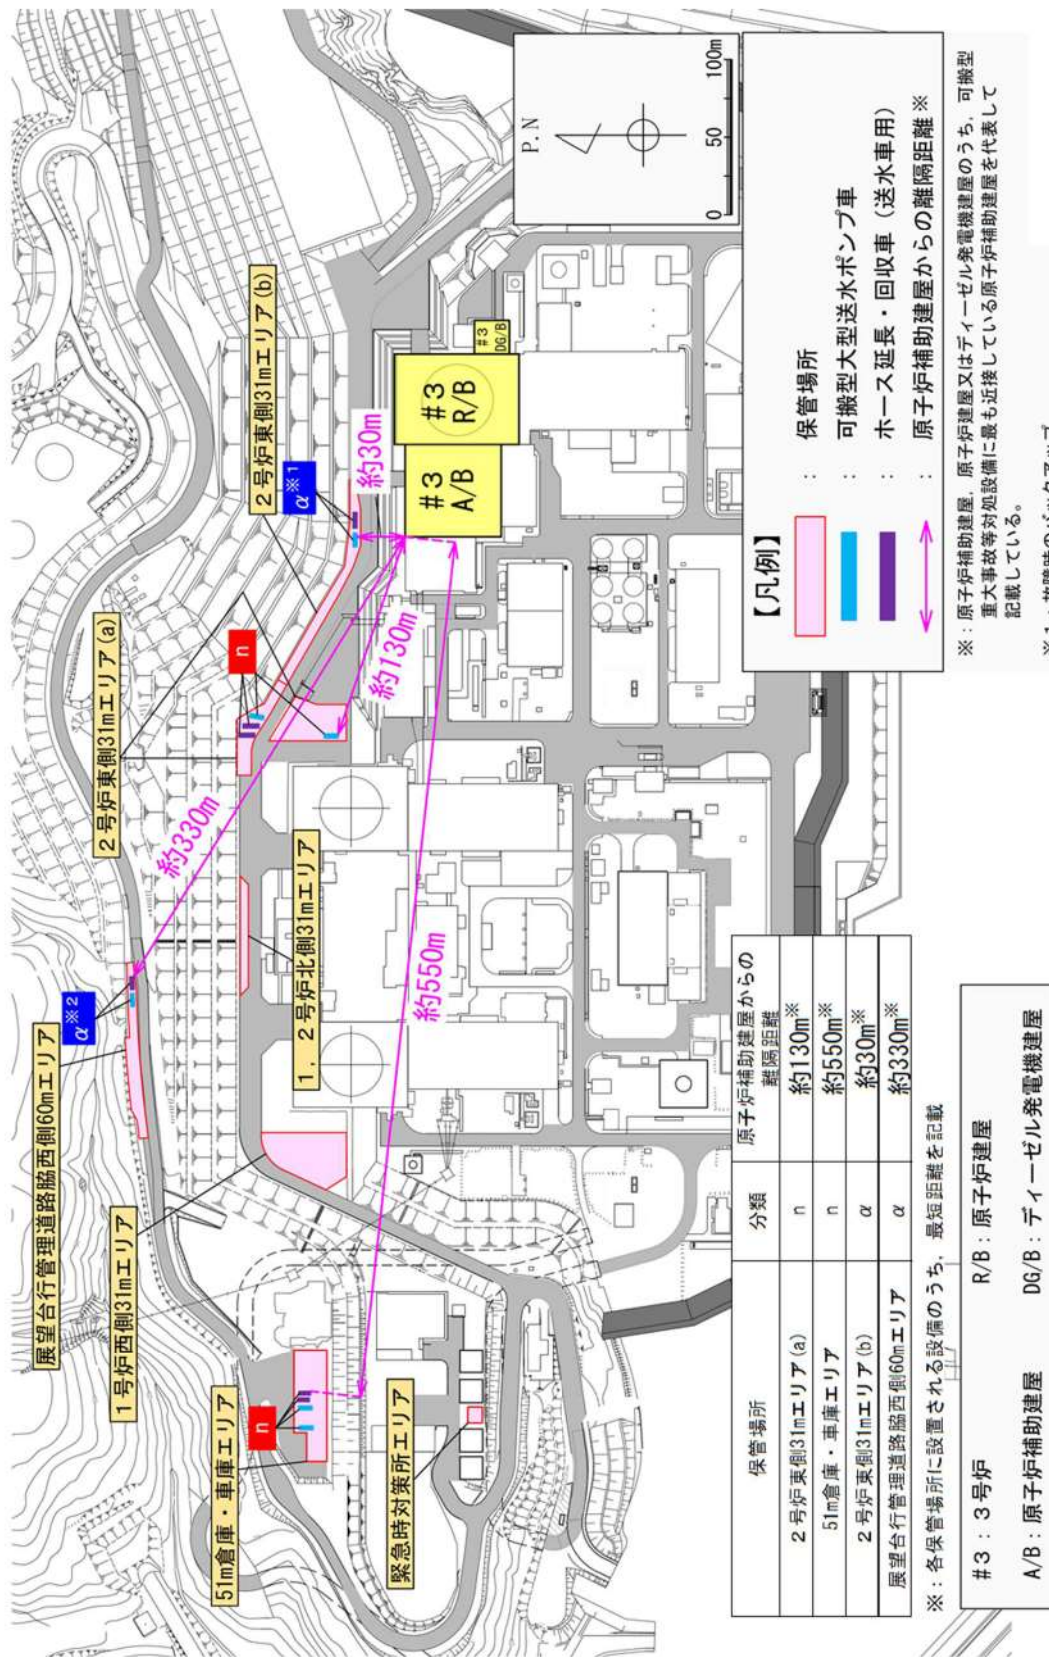 展望台行管理道路脇西側60mエリア
α※2
1号炉西側31mエリア
51m倉庫・車庫エリア
n
緊急時対策所エリア
1, 2号炉北側31mエリア
2号炉東側31mエリア(a)
n
2号炉東側31mエリア(b)
α※1
約330m
約130m
約30m
約550m
#3
A/B
#3
R/B
#3
DG/B
P.N
0 50 100m
【凡例】
: 保管場所
: 可搬型大型送水ポンプ車
: ホース延長・回収車(送水車用)
: 原子炉補助建屋からの離隔距離※
※:原子炉補助建屋,原子炉建屋又はディーゼル発電機建屋のうち,可搬型
重大事故等対処設備に最も近接している原子炉補助建屋を代表して
記載している。
保管場所 分類 原子炉補助建屋からの
離隔距離
2号炉東側31mエリア(a) n 約130m※
51m倉庫・車庫エリア n 約550m※
2号炉東側31mエリア(b) α 約30m※
展望台行管理道路脇西側60mエリア α 約330m※
※:各保管場所に設置される設備のうち,最短距離を記載
#3:3号炉 R/B:原子炉建屋
A/B:原子炉補助建屋 DG/B:ディーゼル発電機建屋